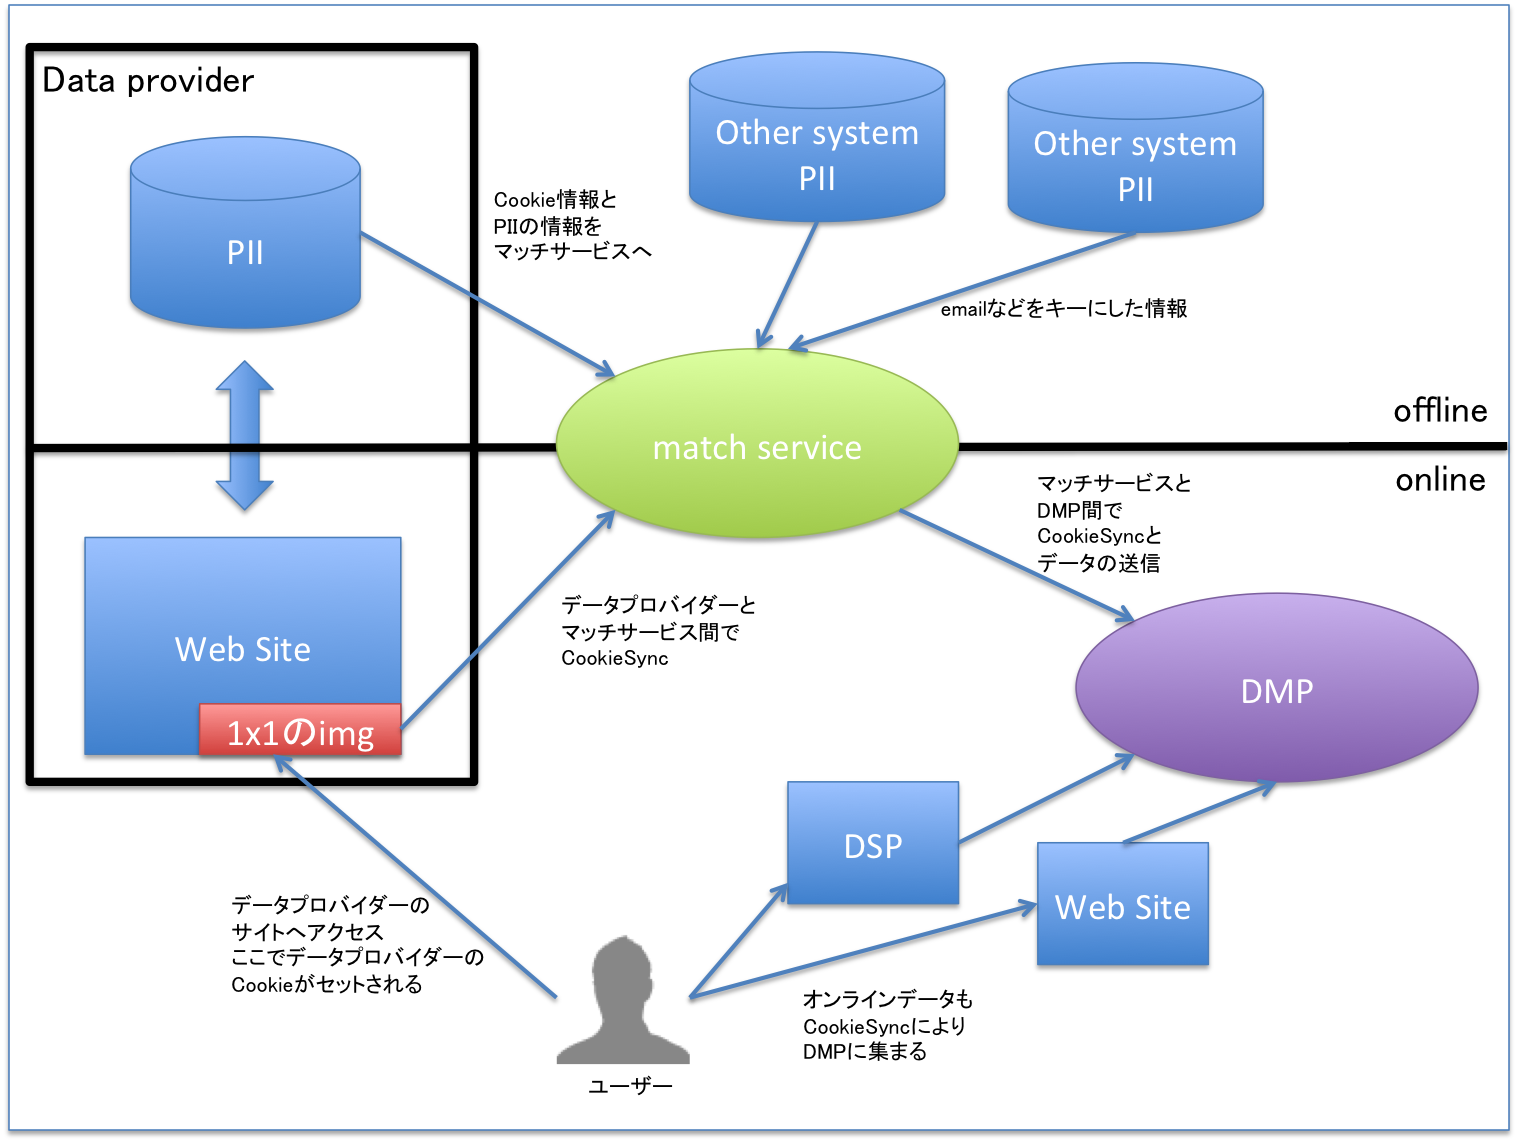 Data provider
PII
Cookie情報と
PIIの情報を
マッチサービスへ
Other system
PII
Other system
PII
emailなどをキーにした情報
match service
offline
online
マッチサービスと
DMP間で
CookieSyncと
データの送信
Web Site
1x1のimg
データプロバイダーと
マッチサービス間で
CookieSync
DMP
DSP
Web Site
データプロバイダーの
サイトへアクセス
ここでデータプロバイダーの
Cookieがセットされる
オンラインデータも
CookieSyncにより
DMPに集まる
ユーザー